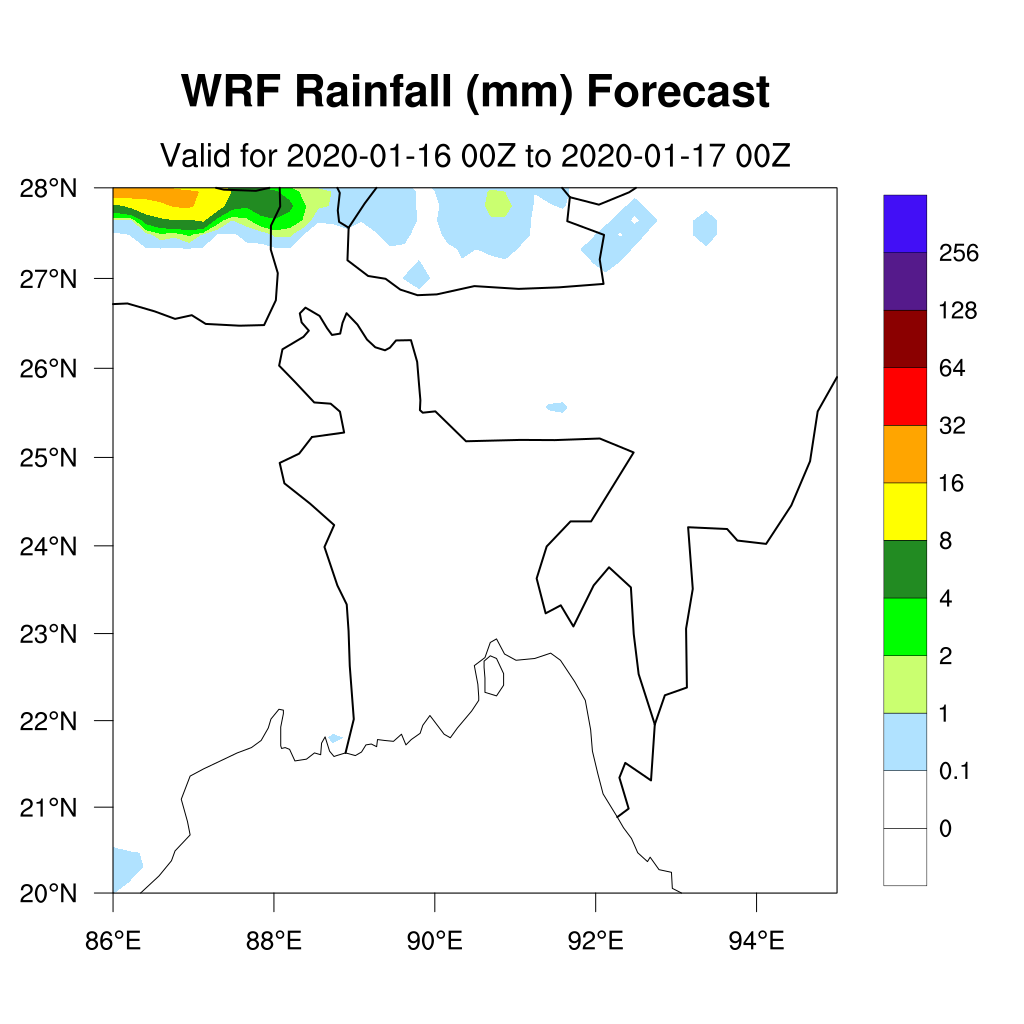 WRF Rainfall (mm) Forecast
Valid for 2020-01-16 00Z to 2020-01-17 00Z
28°N
27°N
26°N
25°N
24°N
23°N
22°N
21°N
20°N
86°E 88°E 90°E 92°E 94°E
256
128
64
32
16
8
4
2
1
0.1
0